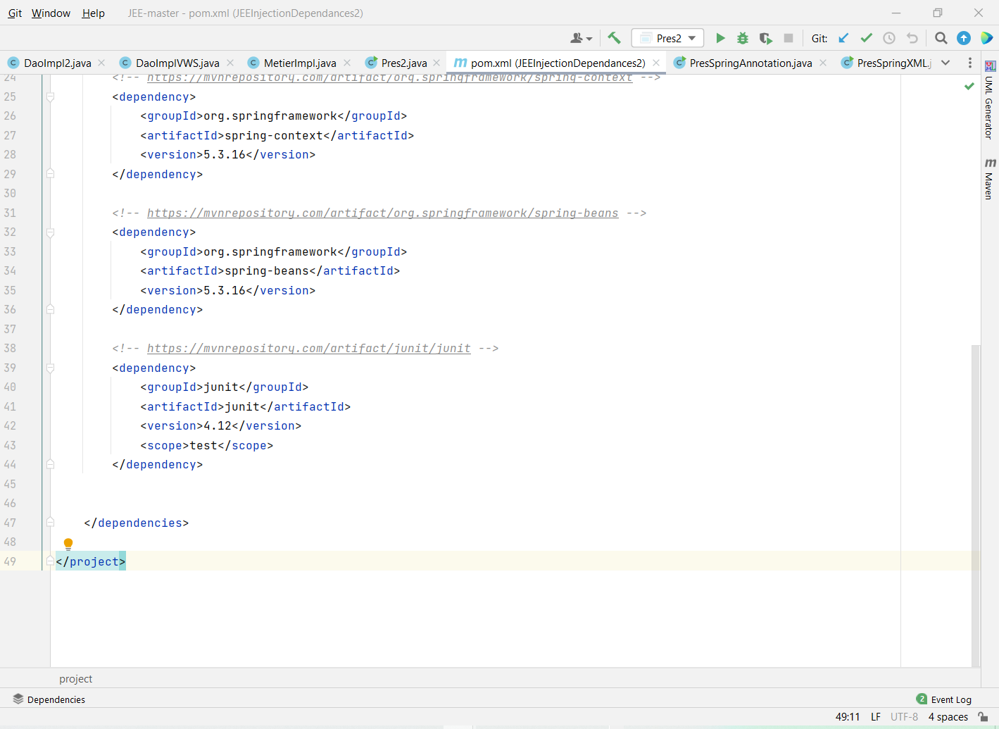 Git Window Help JEE-master - pom.xml (JEEInjectionDependances2)
Pres2 Git:
DaoImpl2.java DaoImplVWS.java MetierImpl.java Pres2.java pom.xml (JEEInjectionDependances2) PresSpringAnnotation.java PresSpringXML.j
24 <!-- https://mvnrepository.com/artifact/org.springframework/spring-context -->
25 <dependency>
26 <groupId>org.springframework</groupId>
27 <artifactId>spring-context</artifactId>
28 <version>5.3.16</version>
29 </dependency>
30
31 <!-- https://mvnrepository.com/artifact/org.springframework/spring-beans -->
32 <dependency>
33 <groupId>org.springframework</groupId>
34 <artifactId>spring-beans</artifactId>
35 <version>5.3.16</version>
36 </dependency>
37
38 <!-- https://mvnrepository.com/artifact/junit/junit -->
39 <dependency>
40 <groupId>junit</groupId>
41 <artifactId>junit</artifactId>
42 <version>4.12</version>
43 <scope>test</scope>
44 </dependency>
45
46
47 </dependencies>
48
49 </project>
UML Generator
m Maven
project
Dependencies 2 Event Log
49:11 LF UTF-8 4 spaces